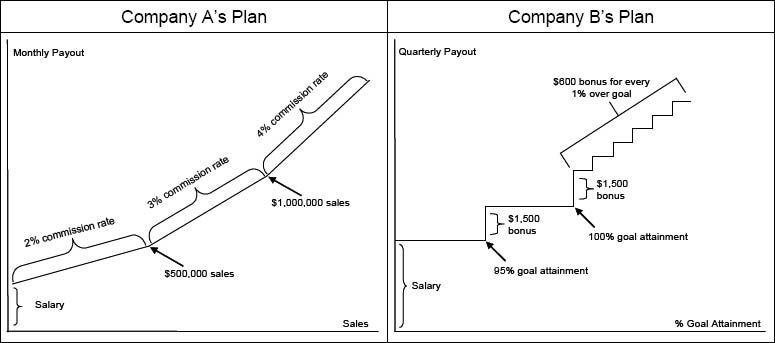 Company A's Plan
Monthly Payout
2% commission rate
3% commission rate
4% commission rate
$1,000,000 sales
$500,000 sales
Salary
Sales
Company B's Plan
Quarterly Payout
$600 bonus for every
1% over goal
$1,500
bonus
$1,500
bonus
100% goal attainment
95% goal attainment
Salary
% Goal Attainment